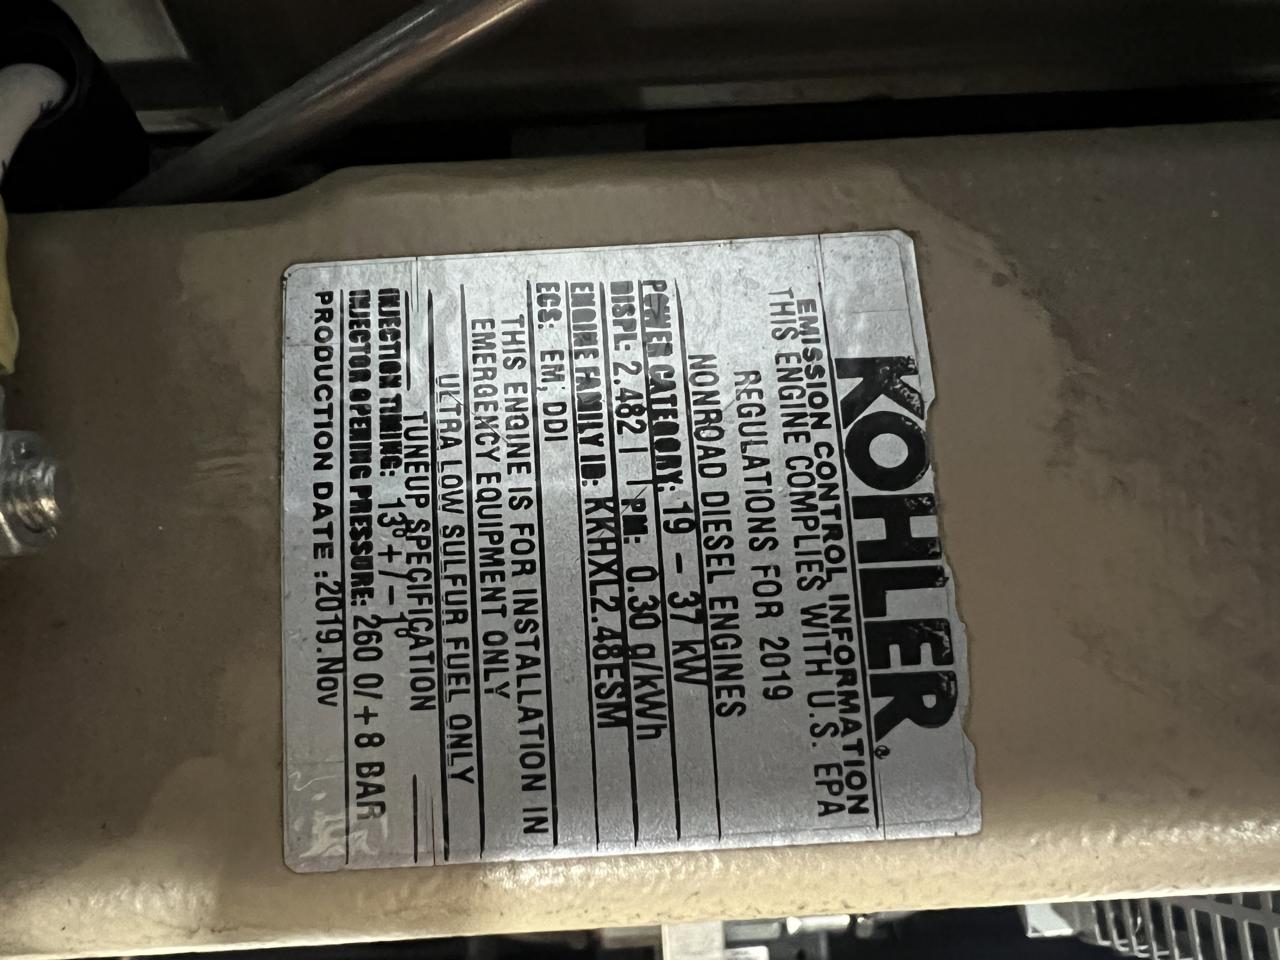 KOHLER®
EMISSION CONTROL INFORMATION
THIS ENGINE COMPLIES WITH U.S. EPA
REGULATIONS FOR 2019
NONROAD DIESEL ENGINES
POWER CATEGORY: 19 - 37 kW
DISPL: 2.482 l | PM: 0.30 g/kWh
ENGINE FAMILY ID: KKHXL2.48ESM
ECS: EM, DDI
THIS ENGINE IS FOR INSTALLATION IN
EMERGENCY EQUIPMENT ONLY
ULTRA LOW SULFUR FUEL ONLY
TUNEUP SPECIFICATION
INJECTION TIMING: 13° +/- 1°
INJECTOR OPENING PRESSURE: 260 0/+8 BAR
PRODUCTION DATE :2019.Nov